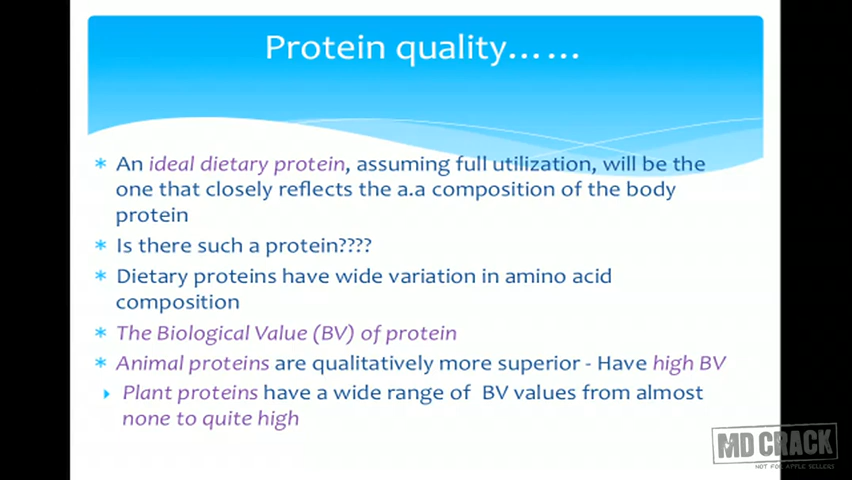 Protein quality......
An ideal dietary protein, assuming full utilization, will be the
one that closely reflects the a.a composition of the body
protein
Is there such a protein????
Dietary proteins have wide variation in amino acid
composition
The Biological Value (BV) of protein
Animal proteins are qualitatively more superior - Have high BV
Plant proteins have a wide range of BV values from almost
none to quite high
MD CRACK
NOT FOR APPLE SELLERS